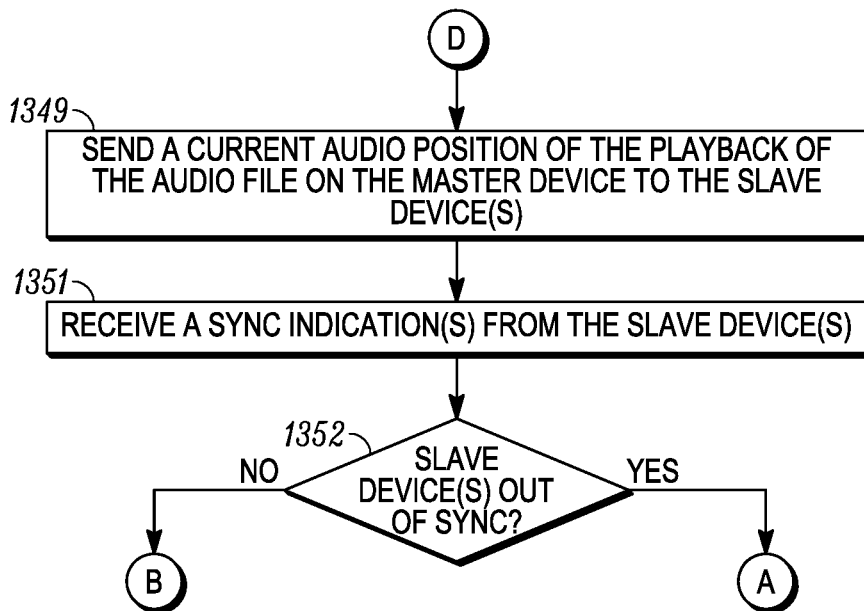 D
1349
SEND A CURRENT AUDIO POSITION OF THE PLAYBACK OF
THE AUDIO FILE ON THE MASTER DEVICE TO THE SLAVE
DEVICE(S)
1351
RECEIVE A SYNC INDICATION(S) FROM THE SLAVE DEVICE(S)
1352
NO
SLAVE
DEVICE(S) OUT
OF SYNC?
YES
B
A